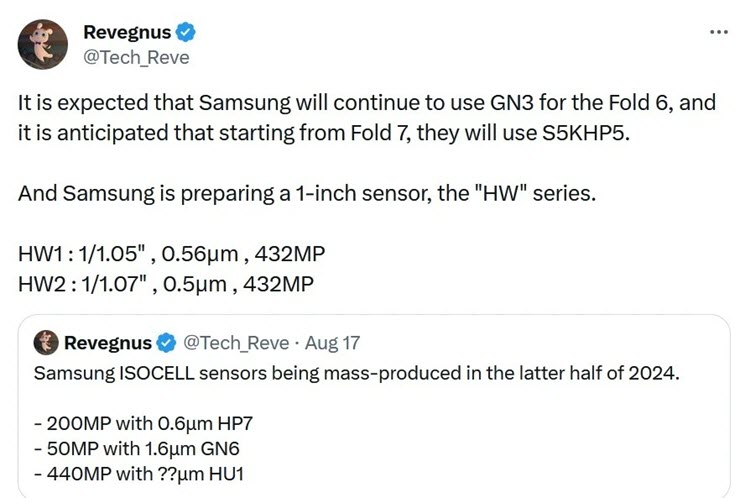 Revegnus
@Tech_Reve
It is expected that Samsung will continue to use GN3 for the Fold 6, and
it is anticipated that starting from Fold 7, they will use S5KHP5.
And Samsung is preparing a 1-inch sensor, the "HW" series.
HW1 : 1/1.05" , 0.56μm , 432MP
HW2 : 1/1.07" , 0.5μm , 432MP
Revegnus @Tech_Reve · Aug 17
Samsung ISOCELL sensors being mass-produced in the latter half of 2024.
- 200MP with 0.6μm HP7
- 50MP with 1.6μm GN6
- 440MP with ??μm HU1